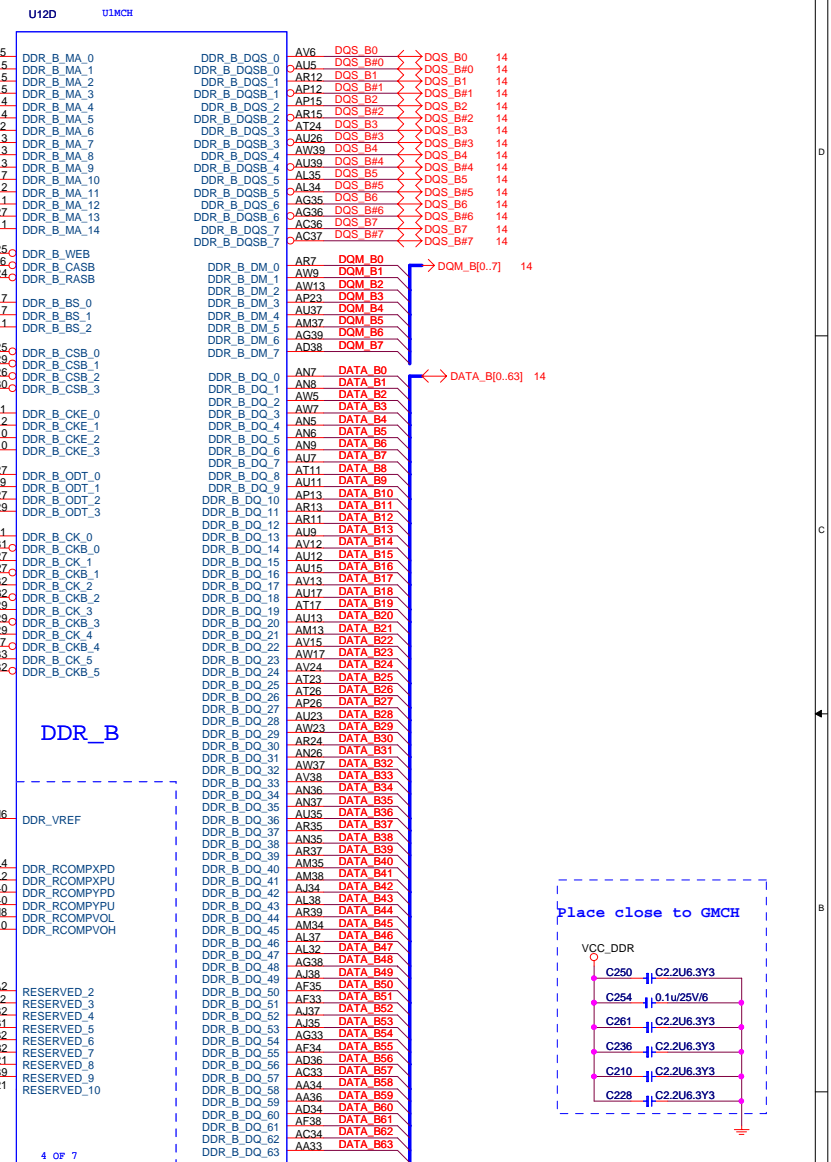 U12D U1MCH
DDR_B_MA_0
DDR_B_MA_1
DDR_B_MA_2
DDR_B_MA_3
DDR_B_MA_4
DDR_B_MA_5
DDR_B_MA_6
DDR_B_MA_7
DDR_B_MA_8
DDR_B_MA_9
DDR_B_MA_10
DDR_B_MA_11
DDR_B_MA_12
DDR_B_MA_13
DDR_B_MA_14
DDR_B_WEB
DDR_B_CASB
DDR_B_RASB
DDR_B_BS_0
DDR_B_BS_1
DDR_B_BS_2
DDR_B_CSB_0
DDR_B_CSB_1
DDR_B_CSB_2
DDR_B_CSB_3
DDR_B_CKE_0
DDR_B_CKE_1
DDR_B_CKE_2
DDR_B_CKE_3
DDR_B_ODT_0
DDR_B_ODT_1
DDR_B_ODT_2
DDR_B_ODT_3
DDR_B_CK_0
DDR_B_CKB_0
DDR_B_CK_1
DDR_B_CKB_1
DDR_B_CK_2
DDR_B_CKB_2
DDR_B_CK_3
DDR_B_CKB_3
DDR_B_CK_4
DDR_B_CKB_4
DDR_B_CK_5
DDR_B_CKB_5
DDR_B
DDR_VREF
DDR_RCOMPXPD
DDR_RCOMPXPU
DDR_RCOMPYPD
DDR_RCOMPYPU
DDR_RCOMPVOL
DDR_RCOMPVOH
RESERVED_2
RESERVED_3
RESERVED_4
RESERVED_5
RESERVED_6
RESERVED_7
RESERVED_8
RESERVED_9
RESERVED_10
4 OF 7
DDR_B_DQS_0 AV6 DQS_B0 DQS_B0 14
DDR_B_DQSB_0 AU5 DQS_B#0 DQS_B#0 14
DDR_B_DQS_1 AR12 DQS_B1 DQS_B1 14
DDR_B_DQSB_1 AP12 DQS_B#1 DQS_B#1 14
DDR_B_DQS_2 AP15 DQS_B2 DQS_B2 14
DDR_B_DQSB_2 AR15 DQS_B#2 DQS_B#2 14
DDR_B_DQS_3 AT24 DQS_B3 DQS_B3 14
DDR_B_DQSB_3 AU26 DQS_B#3 DQS_B#3 14
DDR_B_DQS_4 AW39 DQS_B4 DQS_B4 14
DDR_B_DQSB_4 AU39 DQS_B#4 DQS_B#4 14
DDR_B_DQS_5 AL35 DQS_B5 DQS_B5 14
DDR_B_DQSB_5 AL34 DQS_B#5 DQS_B#5 14
DDR_B_DQS_6 AG35 DQS_B6 DQS_B6 14
DDR_B_DQSB_6 AG36 DQS_B#6 DQS_B#6 14
DDR_B_DQS_7 AC36 DQS_B7 DQS_B7 14
DDR_B_DQSB_7 AC37 DQS_B#7 DQS_B#7 14
DDR_B_DM_0 AR7 DQM_B0 DQM_B[0..7] 14
DDR_B_DM_1 AW9 DQM_B1
DDR_B_DM_2 AW13 DQM_B2
DDR_B_DM_3 AP23 DQM_B3
DDR_B_DM_4 AU37 DQM_B4
DDR_B_DM_5 AM37 DQM_B5
DDR_B_DM_6 AG39 DQM_B6
DDR_B_DM_7 AD38 DQM_B7
DDR_B_DQ_0 AN7 DATA_B0 DATA_B[0..63] 14
DDR_B_DQ_1 AN8 DATA_B1
DDR_B_DQ_2 AW5 DATA_B2
DDR_B_DQ_3 AW7 DATA_B3
DDR_B_DQ_4 AN5 DATA_B4
DDR_B_DQ_5 AN6 DATA_B5
DDR_B_DQ_6 AN9 DATA_B6
DDR_B_DQ_7 AU7 DATA_B7
DDR_B_DQ_8 AT11 DATA_B8
DDR_B_DQ_9 AU11 DATA_B9
DDR_B_DQ_10 AP13 DATA_B10
DDR_B_DQ_11 AR13 DATA_B11
DDR_B_DQ_12 AR11 DATA_B12
DDR_B_DQ_13 AU9 DATA_B13
DDR_B_DQ_14 AV12 DATA_B14
DDR_B_DQ_15 AU12 DATA_B15
DDR_B_DQ_16 AU15 DATA_B16
DDR_B_DQ_17 AV13 DATA_B17
DDR_B_DQ_18 AU17 DATA_B18
DDR_B_DQ_19 AT17 DATA_B19
DDR_B_DQ_20 AU13 DATA_B20
DDR_B_DQ_21 AM13 DATA_B21
DDR_B_DQ_22 AV15 DATA_B22
DDR_B_DQ_23 AW17 DATA_B23
DDR_B_DQ_24 AV24 DATA_B24
DDR_B_DQ_25 AT23 DATA_B25
DDR_B_DQ_26 AT26 DATA_B26
DDR_B_DQ_27 AP26 DATA_B27
DDR_B_DQ_28 AU23 DATA_B28
DDR_B_DQ_29 AW23 DATA_B29
DDR_B_DQ_30 AR24 DATA_B30
DDR_B_DQ_31 AN26 DATA_B31
DDR_B_DQ_32 AW37 DATA_B32
DDR_B_DQ_33 AV38 DATA_B33
DDR_B_DQ_34 AN36 DATA_B34
DDR_B_DQ_35 AN37 DATA_B35
DDR_B_DQ_36 AU35 DATA_B36
DDR_B_DQ_37 AR35 DATA_B37
DDR_B_DQ_38 AN35 DATA_B38
DDR_B_DQ_39 AR37 DATA_B39
DDR_B_DQ_40 AM35 DATA_B40
DDR_B_DQ_41 AM38 DATA_B41
DDR_B_DQ_42 AJ34 DATA_B42
DDR_B_DQ_43 AL38 DATA_B43
DDR_B_DQ_44 AR39 DATA_B44
DDR_B_DQ_45 AM34 DATA_B45
DDR_B_DQ_46 AL37 DATA_B46
DDR_B_DQ_47 AL32 DATA_B47
DDR_B_DQ_48 AG38 DATA_B48
DDR_B_DQ_49 AJ38 DATA_B49
DDR_B_DQ_50 AF35 DATA_B50
DDR_B_DQ_51 AF33 DATA_B51
DDR_B_DQ_52 AJ37 DATA_B52
DDR_B_DQ_53 AJ35 DATA_B53
DDR_B_DQ_54 AG33 DATA_B54
DDR_B_DQ_55 AF34 DATA_B55
DDR_B_DQ_56 AD36 DATA_B56
DDR_B_DQ_57 AC33 DATA_B57
DDR_B_DQ_58 AA34 DATA_B58
DDR_B_DQ_59 AA36 DATA_B59
DDR_B_DQ_60 AD34 DATA_B60
DDR_B_DQ_61 AF38 DATA_B61
DDR_B_DQ_62 AC34 DATA_B62
DDR_B_DQ_63 AA33 DATA_B63
Place close to GMCH
VCC_DDR
C250 C2.2U6.3Y3
C254 0.1u/25V/6
C261 C2.2U6.3Y3
C236 C2.2U6.3Y3
C210 C2.2U6.3Y3
C228 C2.2U6.3Y3
D
C
B